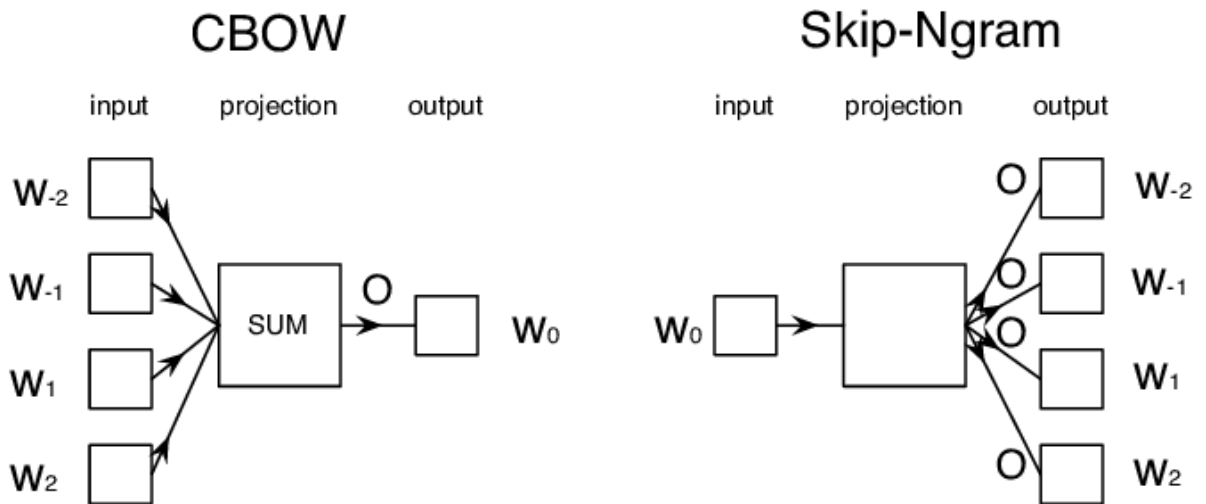 CBOW
input projection output
w-2
w-1
w1
w2
SUM
O
w0
Skip-Ngram
input projection output
w0
O
O
O
O
w-2
w-1
w1
w2